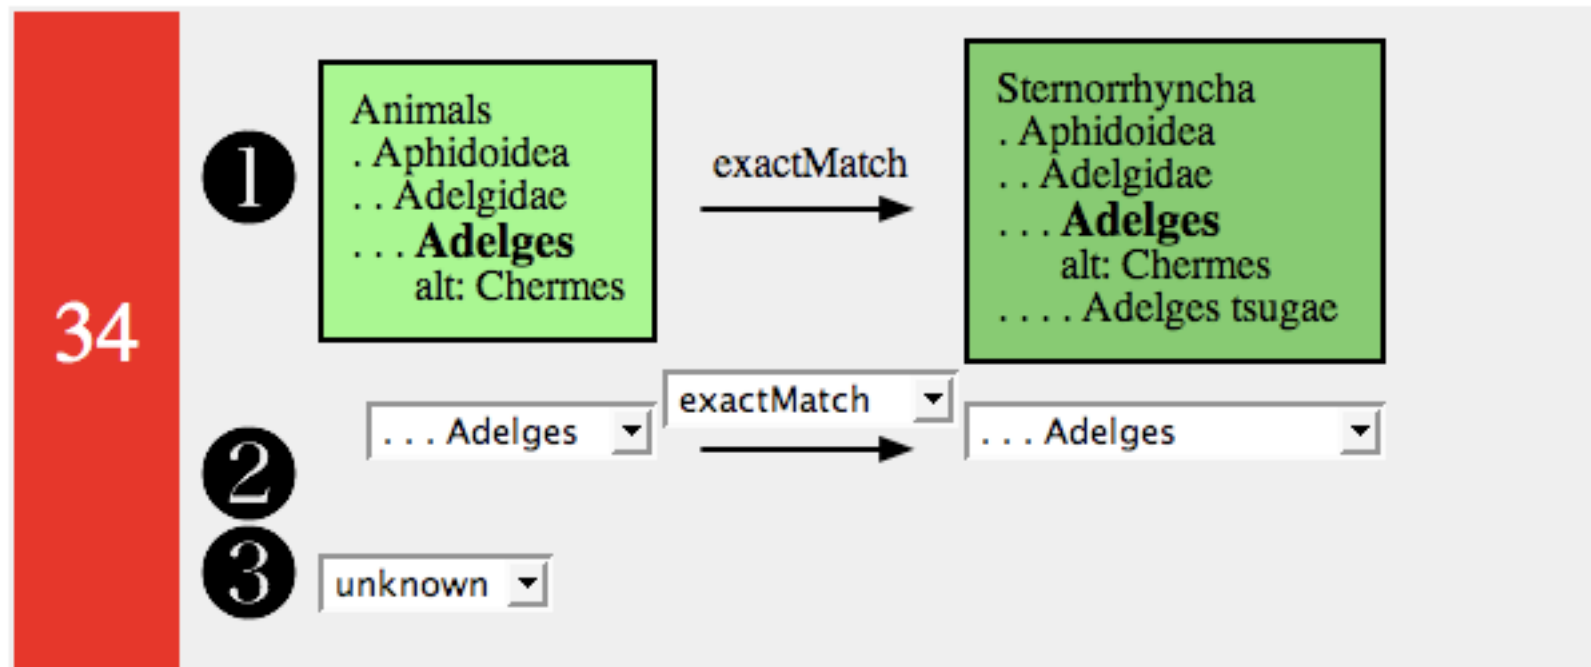 34
1
Animals
. Aphidoidea
. . Adelgidae
. . . Adelges
alt: Chermes
exactMatch
Sternorrhyncha
. Aphidoidea
. . Adelgidae
. . . Adelges
alt: Chermes
. . . . Adelges tsugae
2
. . . Adelges
exactMatch
. . . Adelges
3
unknown